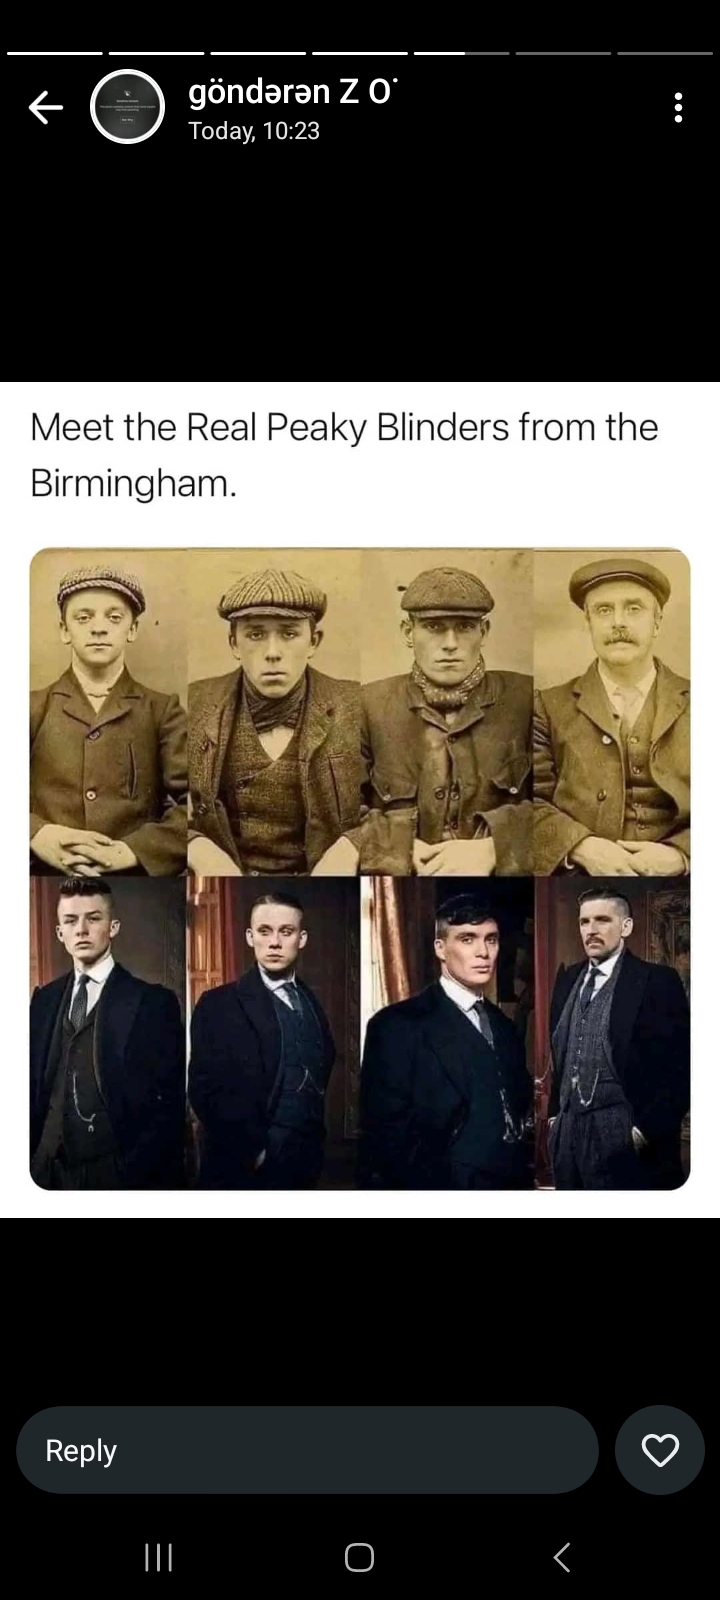 göndərən Z O˙
Today, 10:23
Meet the Real Peaky Blinders from the
Birmingham.
Reply